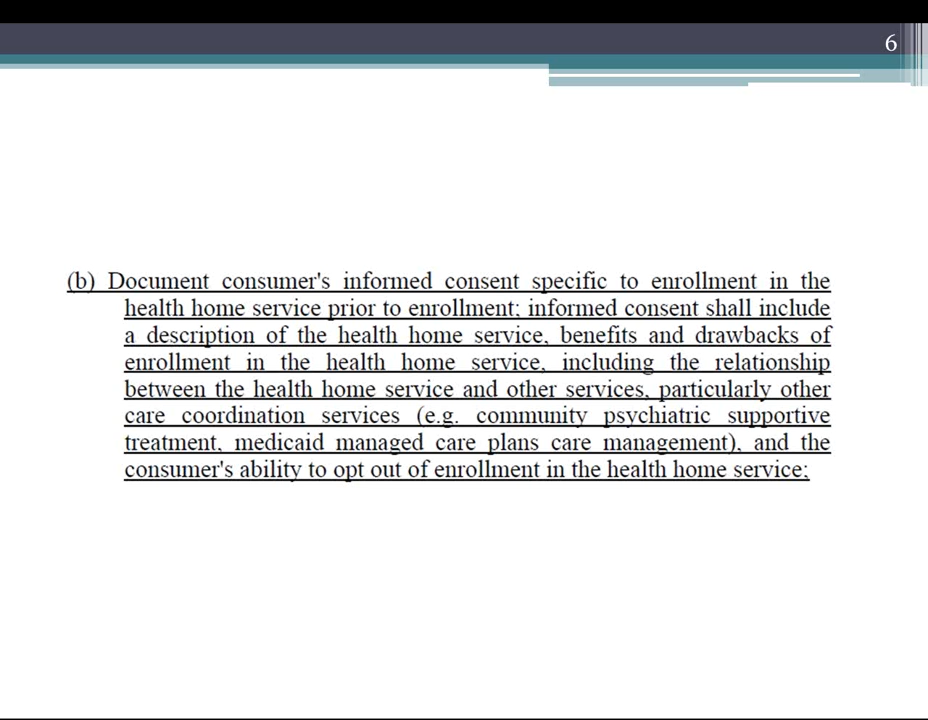 6
(b) Document consumer's informed consent specific to enrollment in the
health home service prior to enrollment; informed consent shall include
a description of the health home service, benefits and drawbacks of
enrollment in the health home service, including the relationship
between the health home service and other services, particularly other
care coordination services (e.g. community psychiatric supportive
treatment, medicaid managed care plans care management), and the
consumer's ability to opt out of enrollment in the health home service;